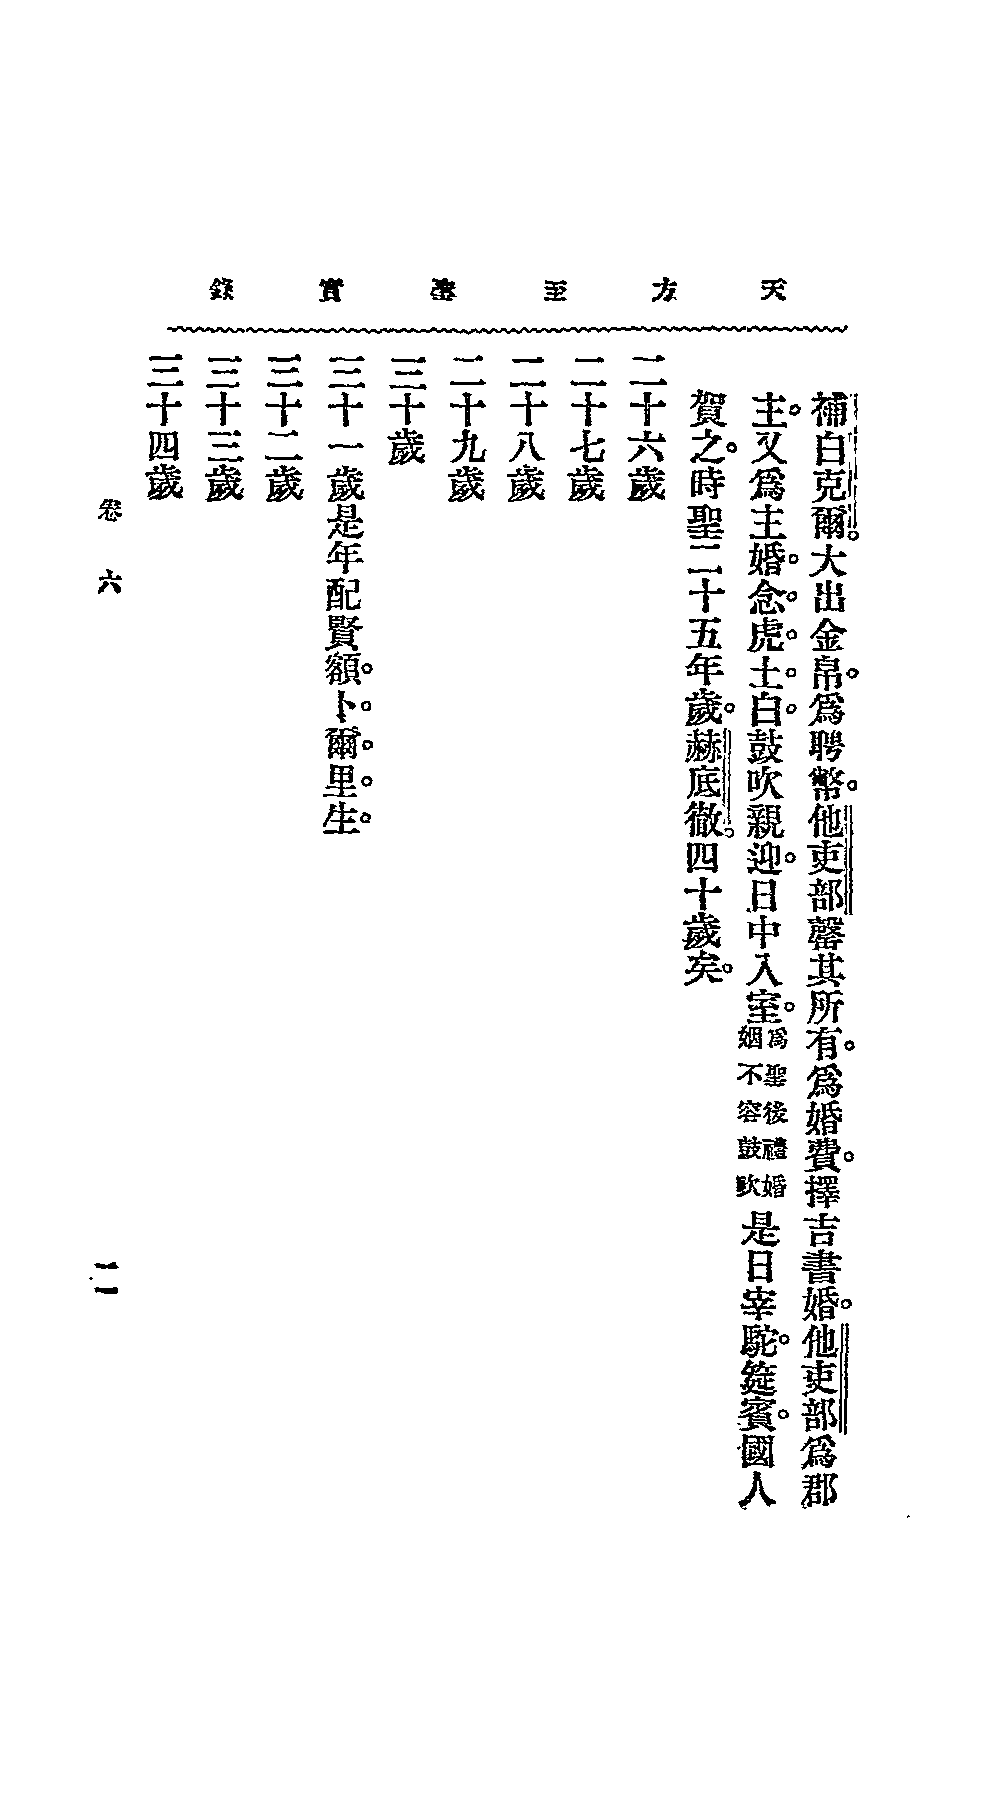 天方至聖實錄
補白克爾。大出金帛。爲聘幣。他吏部罄其所有。爲婚費。擇吉書婚。他吏部爲郡
主。又爲主婚。念。虎。土。白。鼓吹親迎。日中入室。爲聖後禮婚姻不容鼓吹是日宰駝。筵賓。國人
賀之。時聖二十五年歲。赫底徹。四十歲矣。
二十六歲
二十七歲
二十八歲
二十九歲
三十歲
三十一歲是年配賢額。卜。爾。里。生。
三十二歲
三十三歲
三十四歲
卷六
二